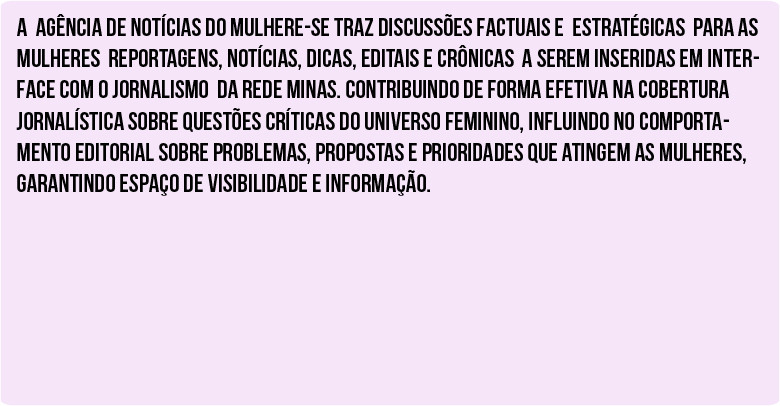 A AGÊNCIA DE NOTÍCIAS DO MULHERE-SE TRAZ DISCUSSÕES FACTUAIS E ESTRATÉGICAS PARA AS
MULHERES REPORTAGENS, NOTÍCIAS, DICAS, EDITAIS E CRÔNICAS A SEREM INSERIDAS EM INTER-
FACE COM O JORNALISMO DA REDE MINAS. CONTRIBUINDO DE FORMA EFETIVA NA COBERTURA
JORNALÍSTICA SOBRE QUESTÕES CRÍTICAS DO UNIVERSO FEMININO, INFLUINDO NO COMPORTA-
MENTO EDITORIAL SOBRE PROBLEMAS, PROPOSTAS E PRIORIDADES QUE ATINGEM AS MULHERES,
GARANTINDO ESPAÇO DE VISIBILIDADE E INFORMAÇÃO.